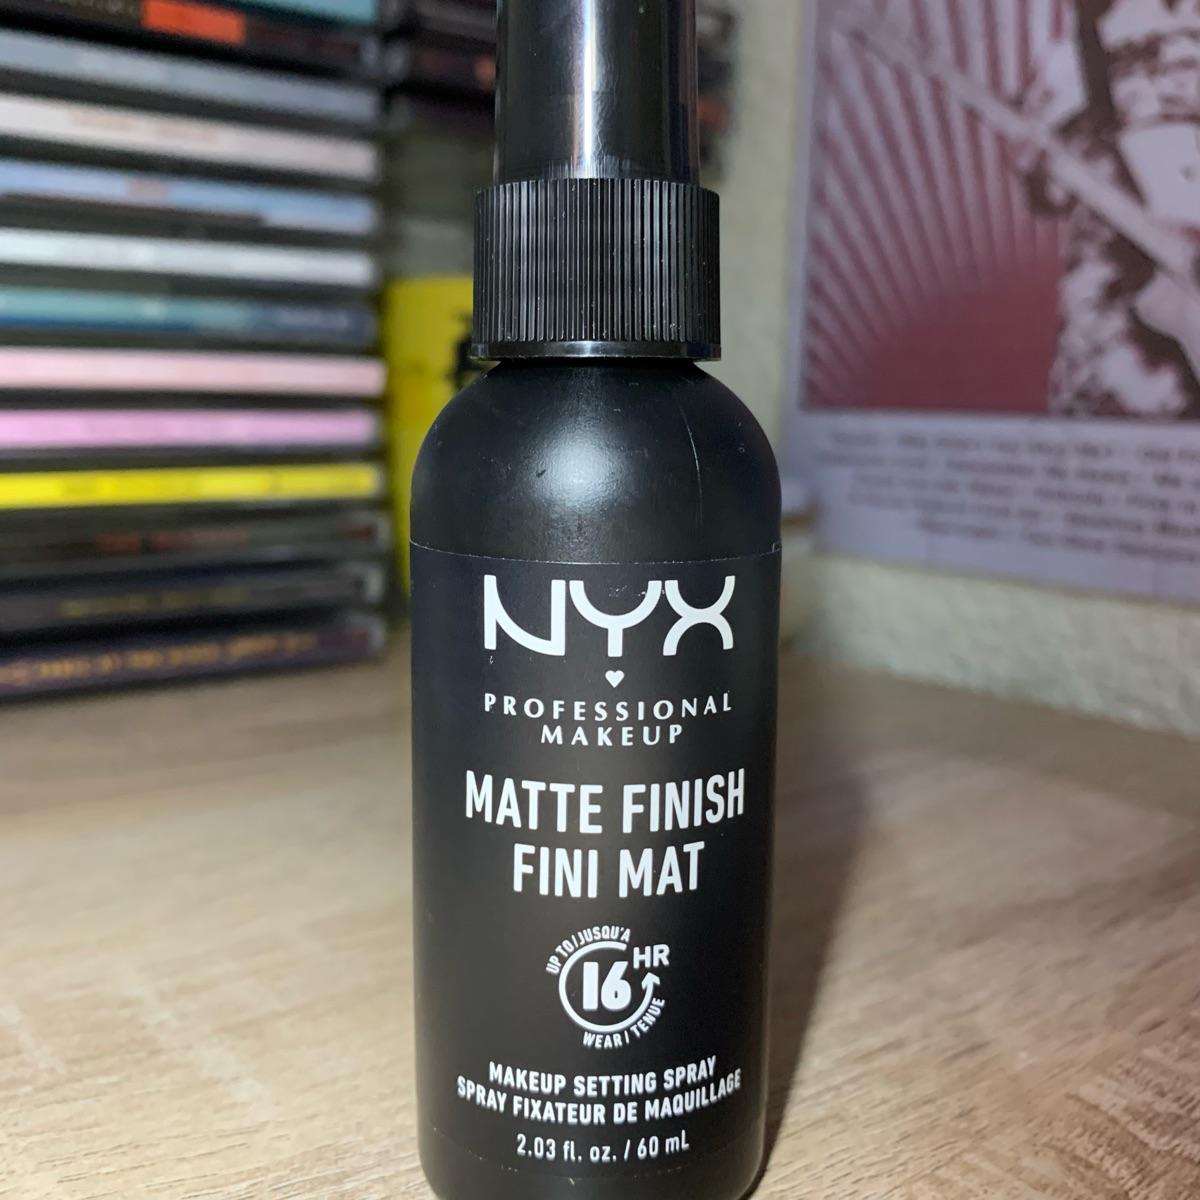 NYX
PROFESSIONAL
MAKEUP
MATTE FINISH
FINI MAT
UP TO / JUSQU'A
16 HR
WEAR / TENUE
MAKEUP SETTING SPRAY
SPRAY FIXATEUR DE MAQUILLAGE
2.03 fl. oz. / 60 mL